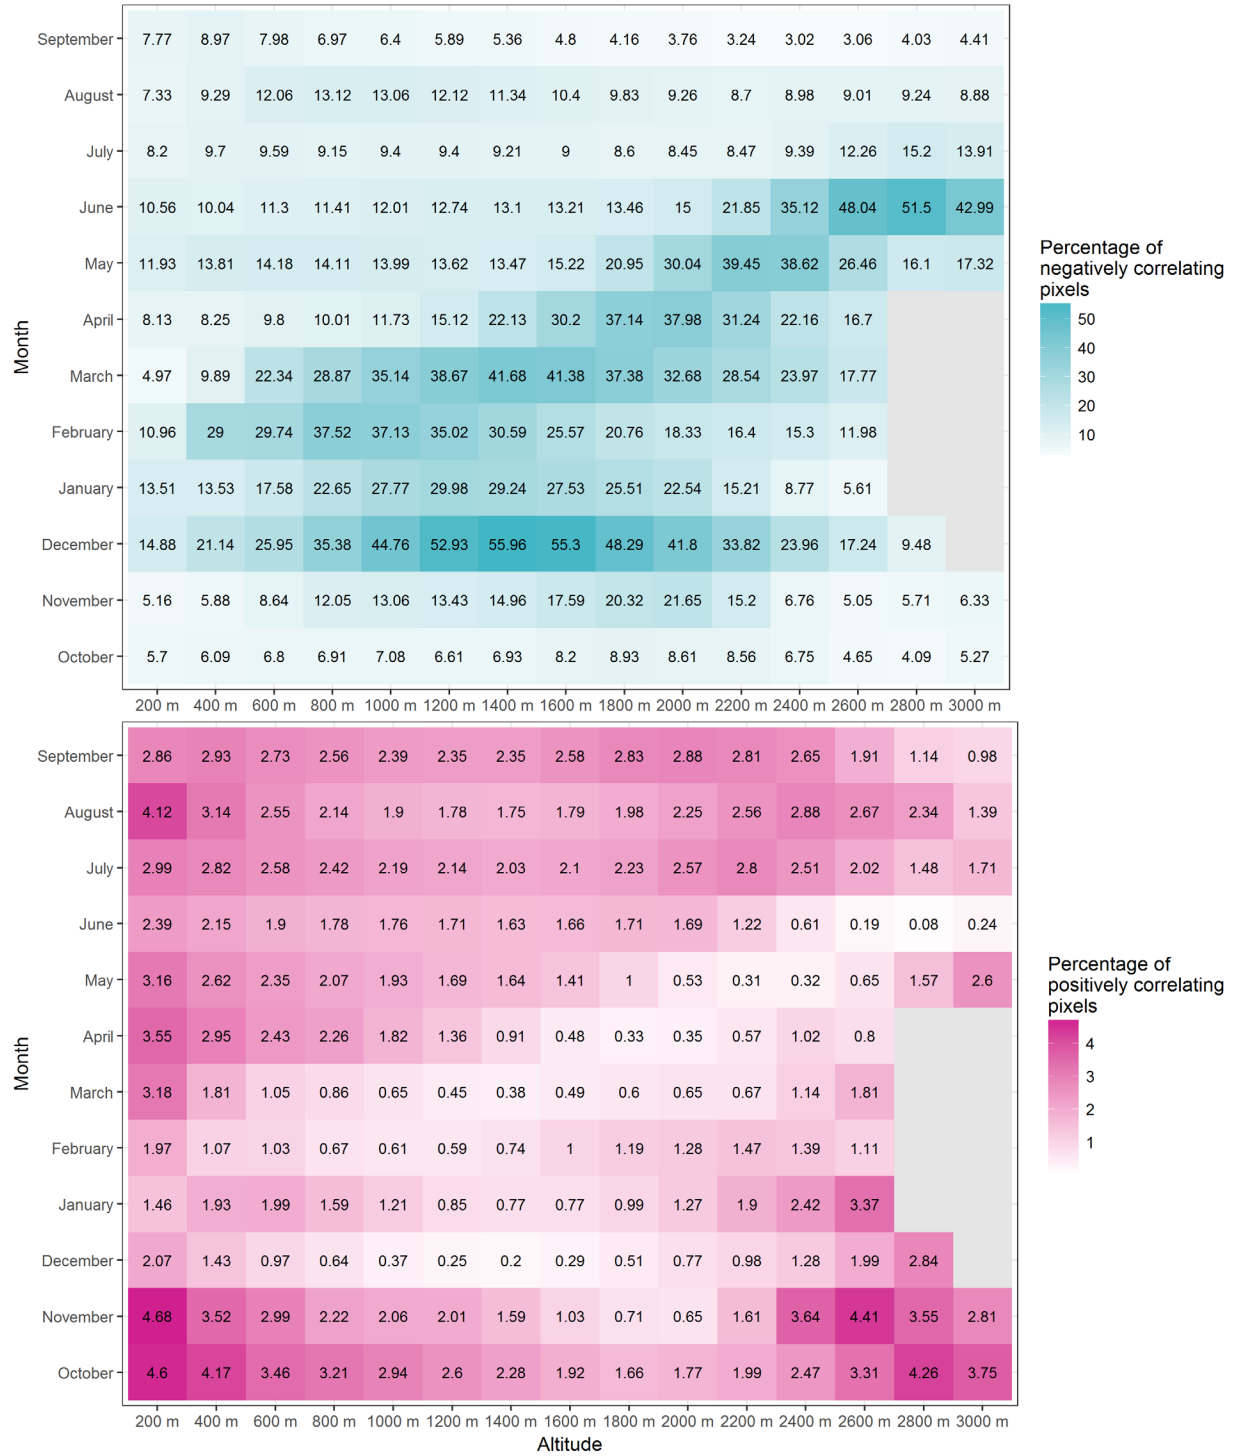 September 7.77 8.97 7.98 6.97 6.4 5.89 5.36 4.8 4.16 3.76 3.24 3.02 3.06 4.03 4.41
August 7.33 9.29 12.06 13.12 13.06 12.12 11.34 10.4 9.83 9.26 8.7 8.98 9.01 9.24 8.88
July 8.2 9.7 9.59 9.15 9.4 9.4 9.21 9 8.6 8.45 8.47 9.39 12.26 15.2 13.91
June 10.56 10.04 11.3 11.41 12.01 12.74 13.1 13.21 13.46 15 21.85 35.12 48.04 51.5 42.99
May 11.93 13.81 14.18 14.11 13.99 13.62 13.47 15.22 20.95 30.04 39.45 38.62 26.46 16.1 17.32
April 8.13 8.25 9.8 10.01 11.73 15.12 22.13 30.2 37.14 37.98 31.24 22.16 16.7
March 4.97 9.89 22.34 28.87 35.14 38.67 41.68 41.38 37.38 32.68 28.54 23.97 17.77
February 10.96 29 29.74 37.52 37.13 35.02 30.59 25.57 20.76 18.33 16.4 15.3 11.98
January 13.51 13.53 17.58 22.65 27.77 29.98 29.24 27.53 25.51 22.54 15.21 8.77 5.61
December 14.88 21.14 25.95 35.38 44.76 52.93 55.96 55.3 48.29 41.8 33.82 23.96 17.24 9.48
November 5.16 5.88 8.64 12.05 13.06 13.43 14.96 17.59 20.32 21.65 15.2 6.76 5.05 5.71 6.33
October 5.7 6.09 6.8 6.91 7.08 6.61 6.93 8.2 8.93 8.61 8.56 6.75 4.65 4.09 5.27
200 m 400 m 600 m 800 m 1000 m 1200 m 1400 m 1600 m 1800 m 2000 m 2200 m 2400 m 2600 m 2800 m 3000 m
Month
Percentage of
negatively correlating
pixels
50
40
30
20
10
September 2.86 2.93 2.73 2.56 2.39 2.35 2.35 2.58 2.83 2.88 2.81 2.65 1.91 1.14 0.98
August 4.12 3.14 2.55 2.14 1.9 1.78 1.75 1.79 1.98 2.25 2.56 2.88 2.67 2.34 1.39
July 2.99 2.82 2.58 2.42 2.19 2.14 2.03 2.1 2.23 2.57 2.8 2.51 2.02 1.48 1.71
June 2.39 2.15 1.9 1.78 1.76 1.71 1.63 1.66 1.71 1.69 1.22 0.61 0.19 0.08 0.24
May 3.16 2.62 2.35 2.07 1.93 1.69 1.64 1.41 1 0.53 0.31 0.32 0.65 1.57 2.6
April 3.55 2.95 2.43 2.26 1.82 1.36 0.91 0.48 0.33 0.35 0.57 1.02 0.8
March 3.18 1.81 1.05 0.86 0.65 0.45 0.38 0.49 0.6 0.65 0.67 1.14 1.81
February 1.97 1.07 1.03 0.67 0.61 0.59 0.74 1 1.19 1.28 1.47 1.39 1.11
January 1.46 1.93 1.99 1.59 1.21 0.85 0.77 0.77 0.99 1.27 1.9 2.42 3.37
December 2.07 1.43 0.97 0.64 0.37 0.25 0.2 0.29 0.51 0.77 0.98 1.28 1.99 2.84
November 4.68 3.52 2.99 2.22 2.06 2.01 1.59 1.03 0.71 0.65 1.61 3.64 4.41 3.55 2.81
October 4.6 4.17 3.46 3.21 2.94 2.6 2.28 1.92 1.66 1.77 1.99 2.47 3.31 4.26 3.75
200 m 400 m 600 m 800 m 1000 m 1200 m 1400 m 1600 m 1800 m 2000 m 2200 m 2400 m 2600 m 2800 m 3000 m
Month
Altitude
Percentage of
positively correlating
pixels
4
3
2
1